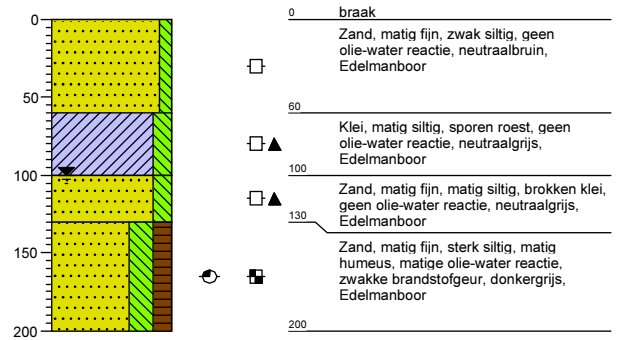 0
50
100
150
200
0
braak
Zand, matig fijn, zwak siltig, geen
olie-water reactie, neutraalbruin,
Edelmanboor
60
Klei, matig siltig, sporen roest, geen
olie-water reactie, neutraalgrijs,
Edelmanboor
100
Zand, matig fijn, matig siltig, brokken klei,
geen olie-water reactie, neutraalgrijs,
Edelmanboor
130
Zand, matig fijn, sterk siltig, matig
humeus, matige olie-water reactie,
zwakke brandstofgeur, donkergrijs,
Edelmanboor
200